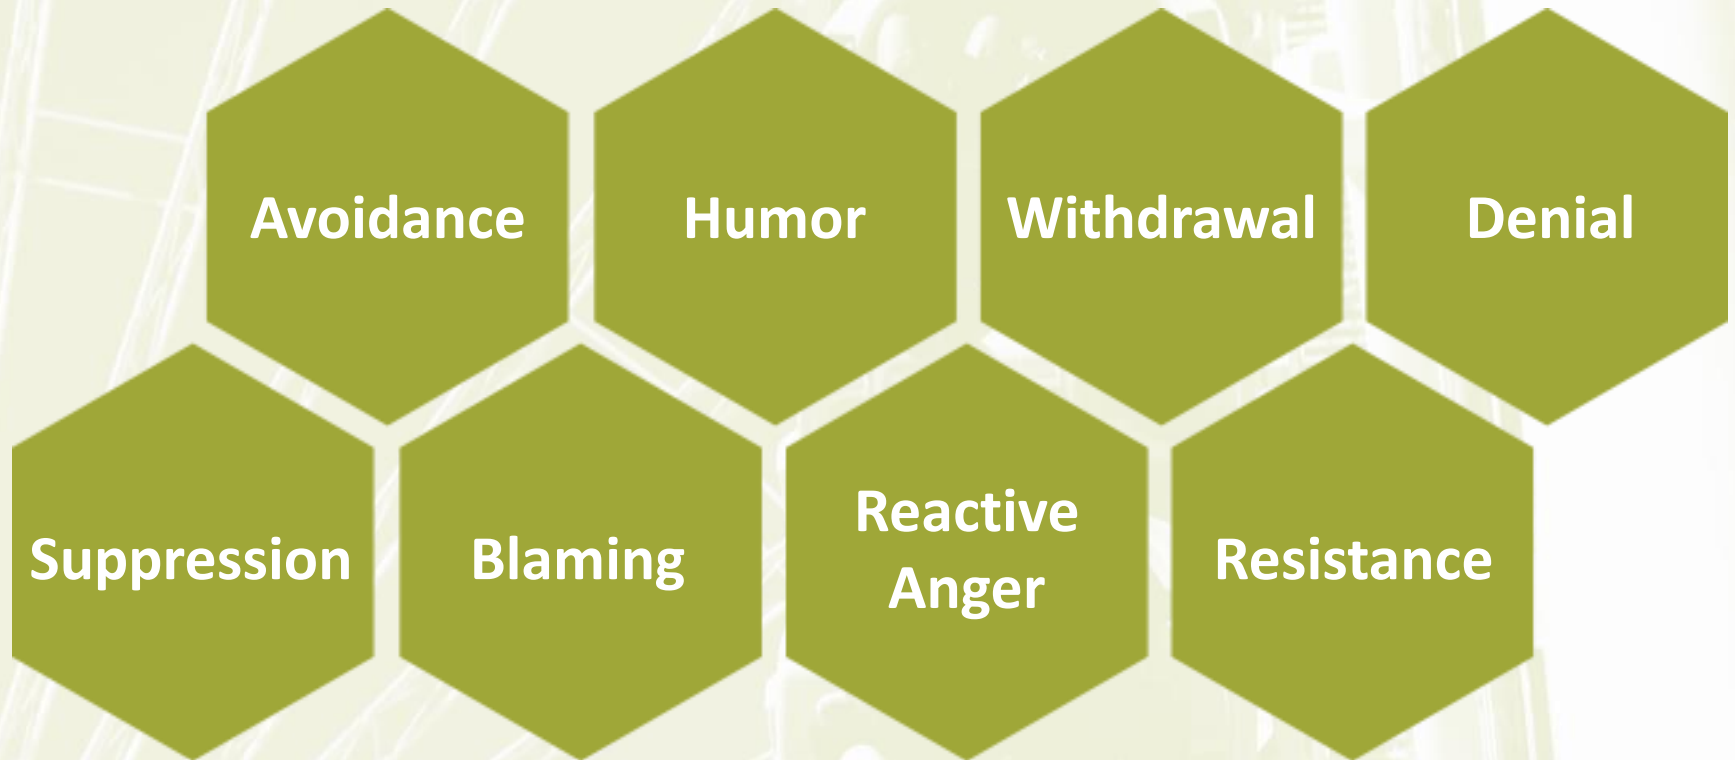 Avoidance
Humor
Withdrawal
Denial
Suppression
Blaming
Reactive
Anger
Resistance